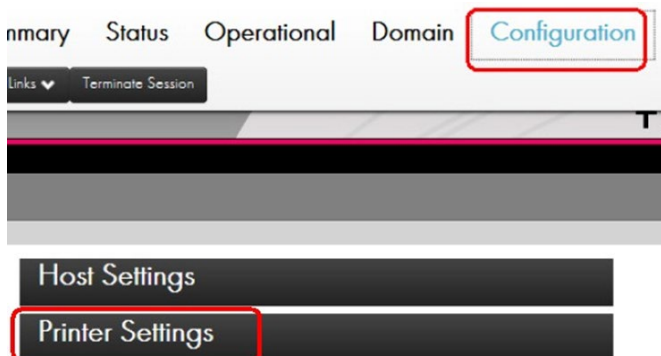 nmary Status Operational Domain Configuration
Links Terminate Session
T
Host Settings
Printer Settings